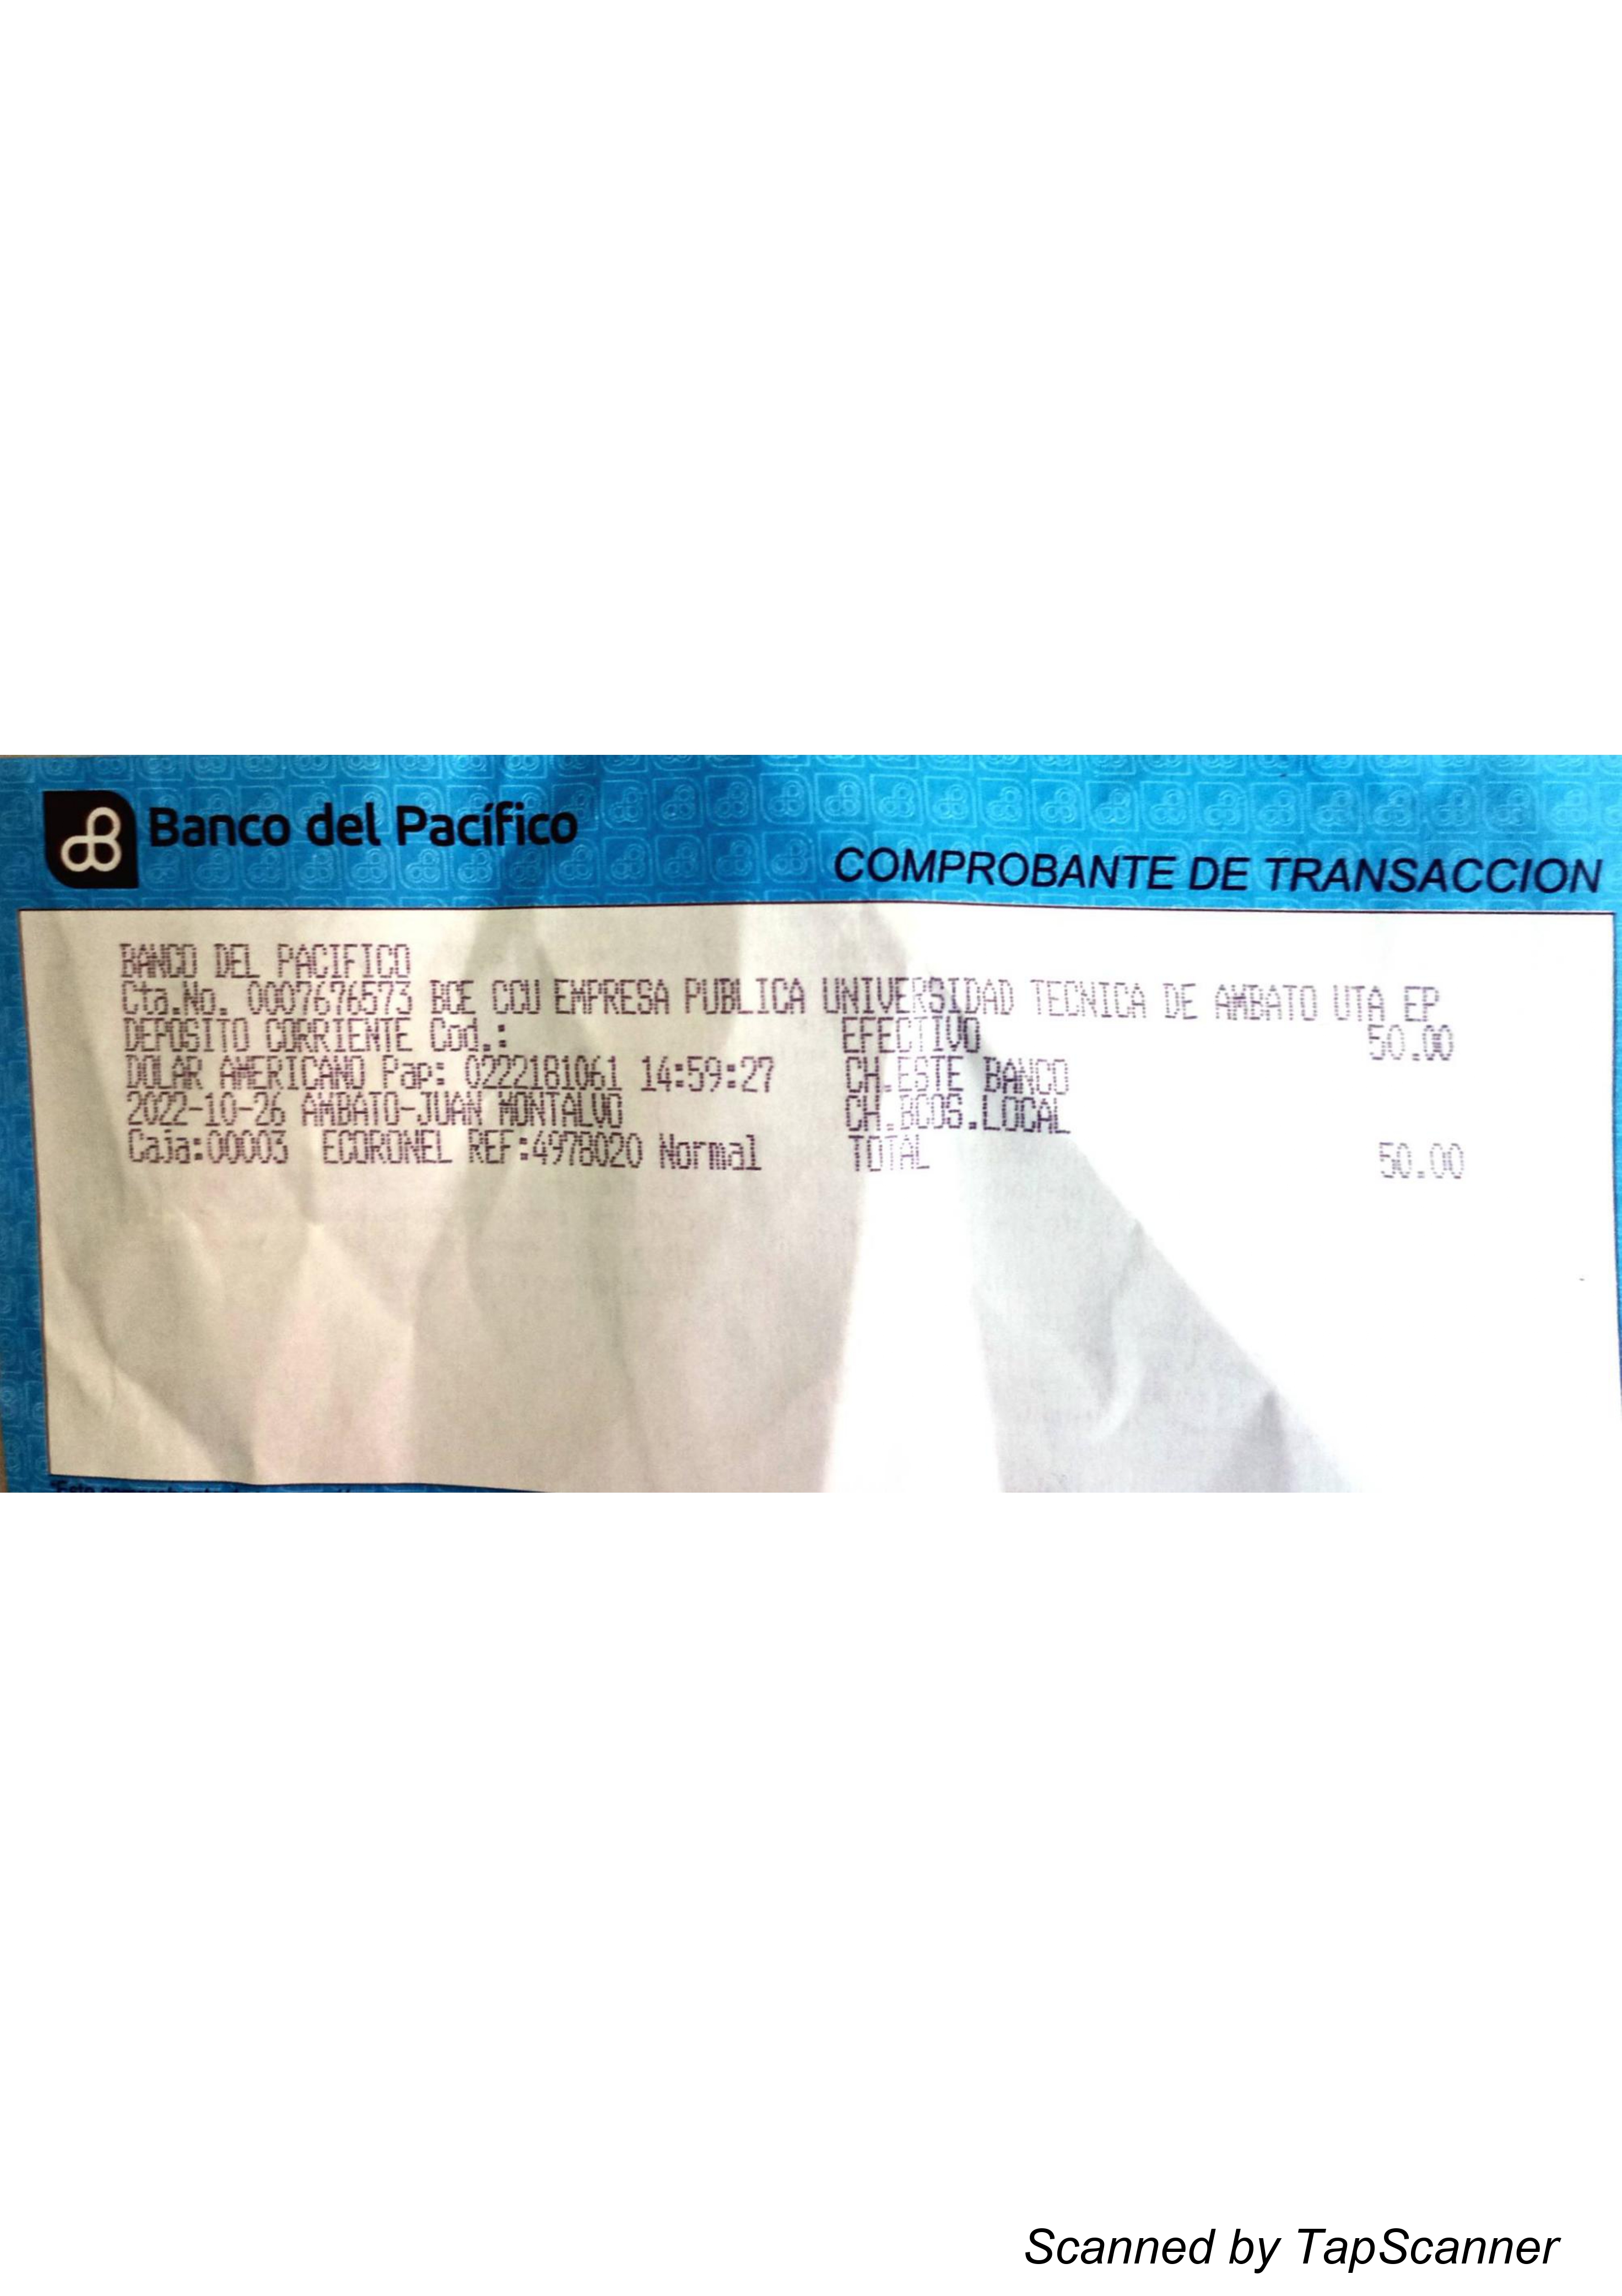 Banco del Pacífico
COMPROBANTE DE TRANSACCION
BANCO DEL PACIFICO
Cta.No. 0007676573 BCE CCU EMPRESA PUBLICA UNIVERSIDAD TECNICA DE AMBATO UTA EP
DEPOSITO CORRIENTE Cod.: EFECTIVO 50.00
DOLAR AMERICANO Pap: 0222181061 14:59:27 CH.ESTE BANCO
2022-10-26 AMBATO-JUAN MONTALVO CH.BCOS.LOCAL
Caja:00003 ECORONEL REF:4978020 Normal TOTAL 50.00
Scanned by TapScanner